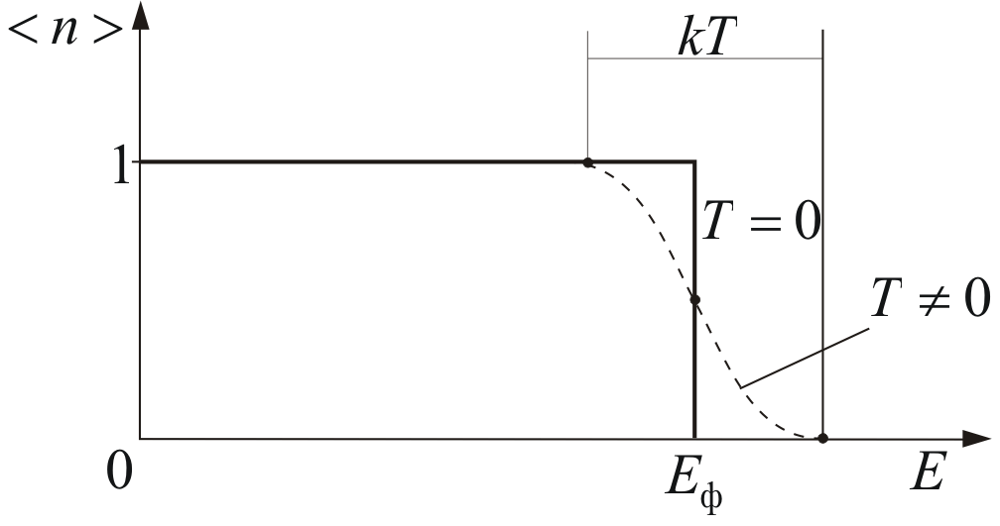 < n >
kT
1
T = 0
T ≠ 0
0
Eф
E